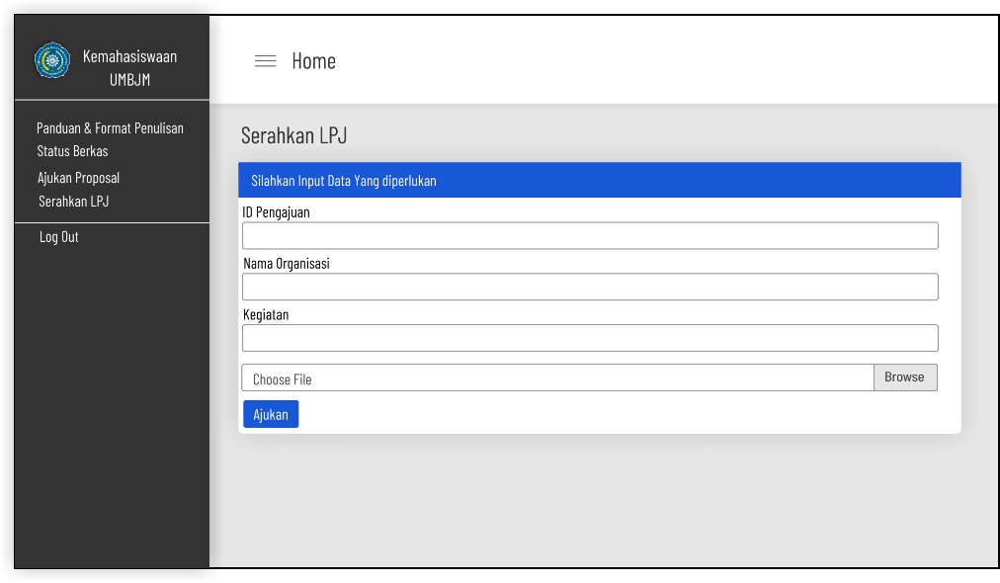 Kemahasiswaan
UMBJM
Panduan & Format Penulisan
Status Berkas
Ajukan Proposal
Serahkan LPJ
Log Out
Home
Serahkan LPJ
Silahkan Input Data Yang diperlukan
ID Pengajuan
Nama Organisasi
Kegiatan
Choose File
Browse
Ajukan